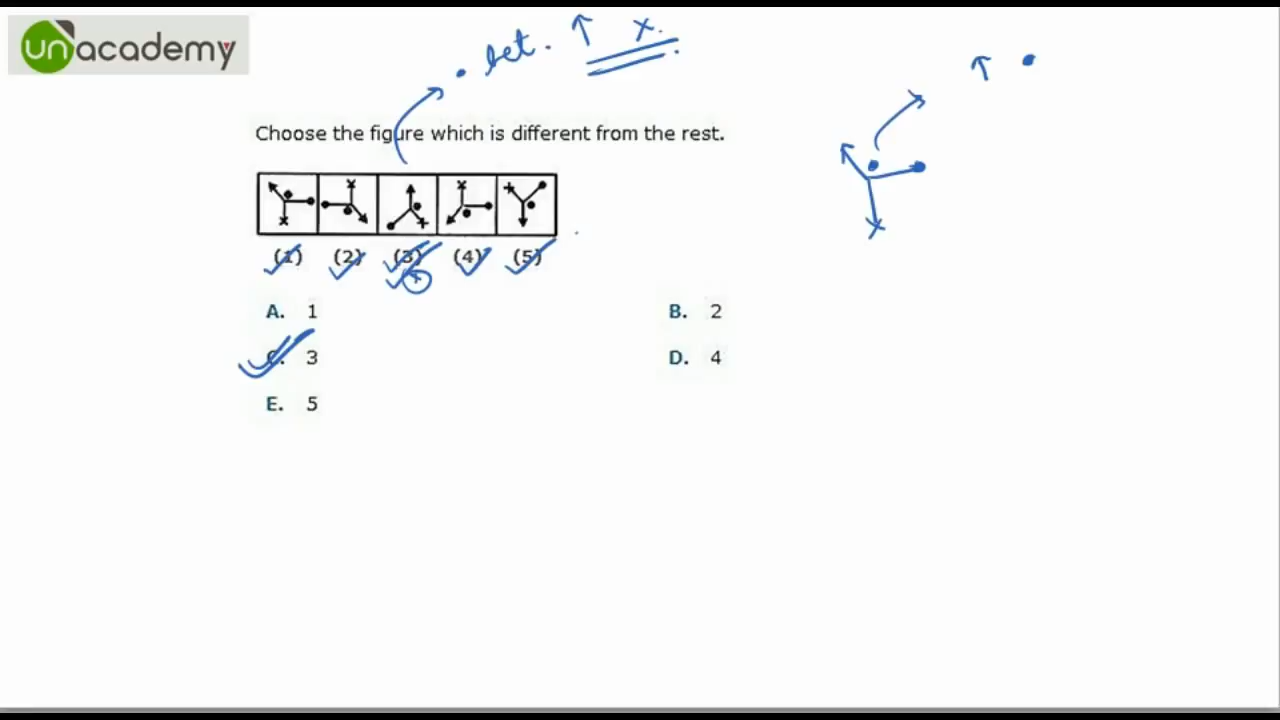 unacademy
. bet. ↑ x.
↑ •
Choose the figure which is different from the rest.
(1) (2) (3) (4) (5)
A. 1
B. 2
C. 3
D. 4
E. 5